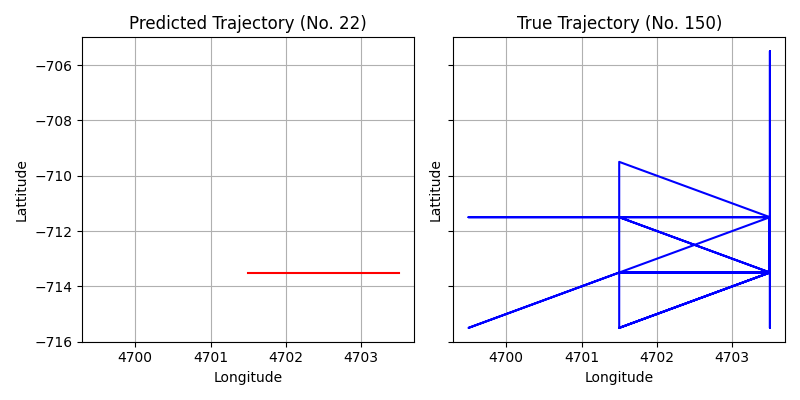 Predicted Trajectory (No. 22)
−706
−708
−710
−712
−714
−716
Lattitude
4700 4701 4702 4703
Longitude
True Trajectory (No. 150)
Lattitude
4700 4701 4702 4703
Longitude